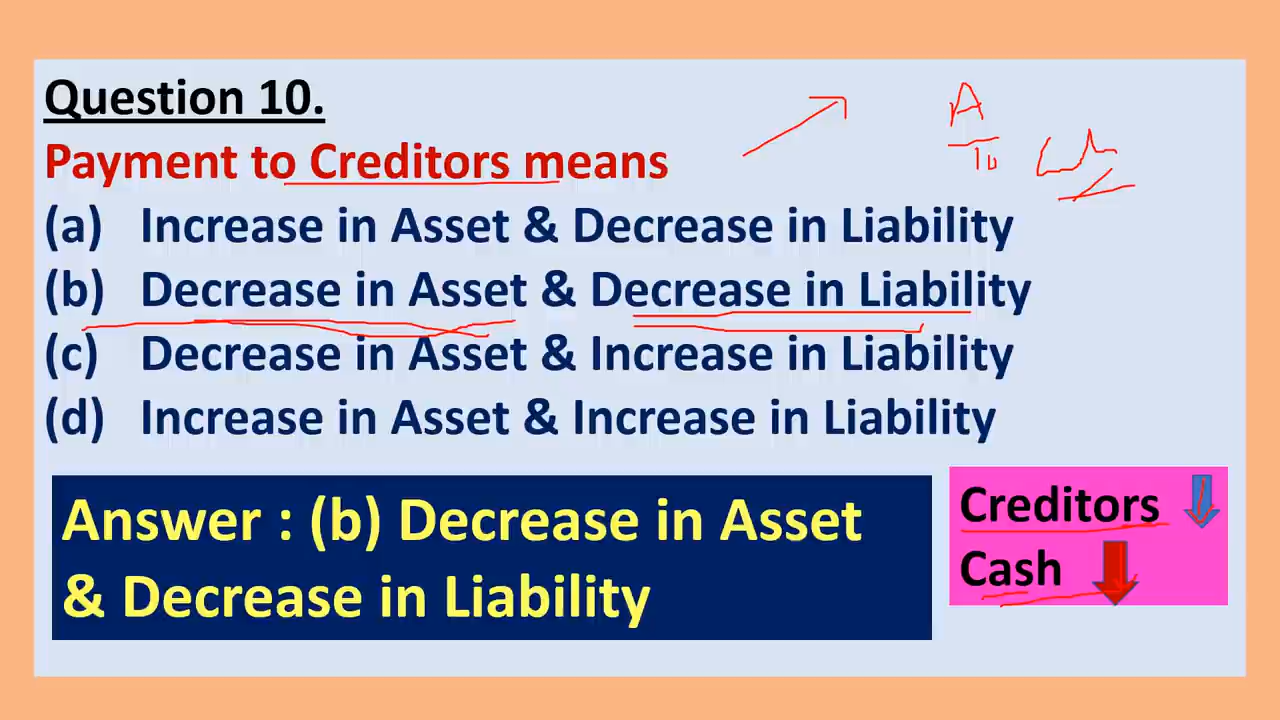 Question 10.
Payment to Creditors means
(a) Increase in Asset & Decrease in Liability
(b) Decrease in Asset & Decrease in Liability
(c) Decrease in Asset & Increase in Liability
(d) Increase in Asset & Increase in Liability
Answer : (b) Decrease in Asset
& Decrease in Liability
Creditors
Cash
A
To